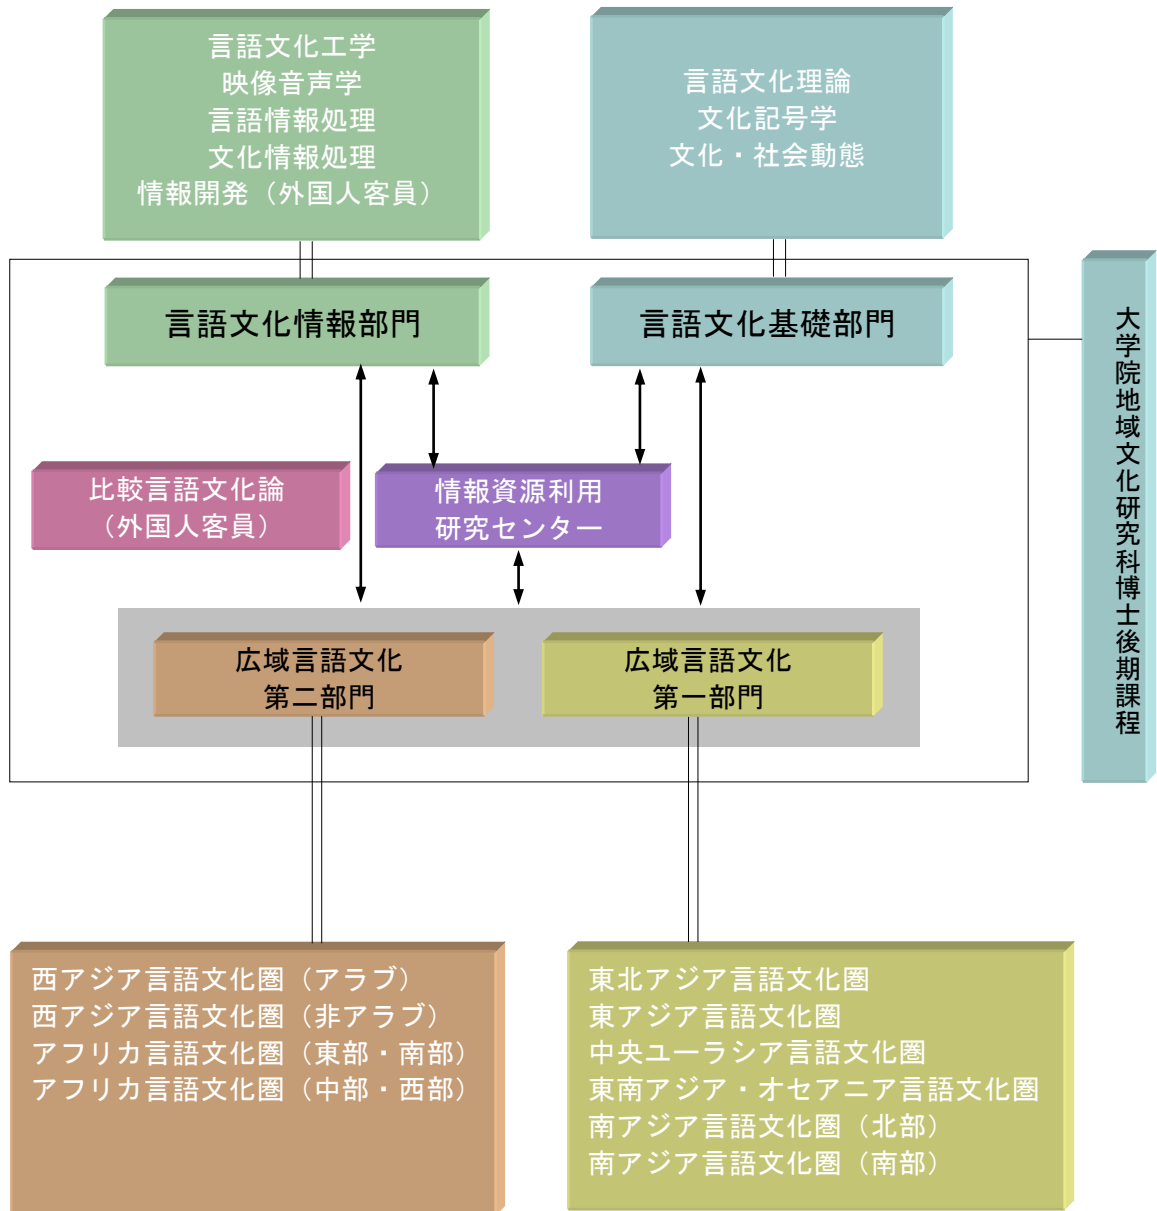 言語文化工学
映像音声学
言語情報処理
文化情報処理
情報開発（外国人客員）
言語文化理論
文化記号学
文化・社会動態
言語文化情報部門
言語文化基礎部門
大学院地域文化研究科博士後期課程
比較言語文化論
（外国人客員）
情報資源利用
研究センター
広域言語文化
第二部門
広域言語文化
第一部門
西アジア言語文化圏（アラブ）
西アジア言語文化圏（非アラブ）
アフリカ言語文化圏（東部・南部）
アフリカ言語文化圏（中部・西部）
東北アジア言語文化圏
東アジア言語文化圏
中央ユーラシア言語文化圏
東南アジア・オセアニア言語文化圏
南アジア言語文化圏（北部）
南アジア言語文化圏（南部）